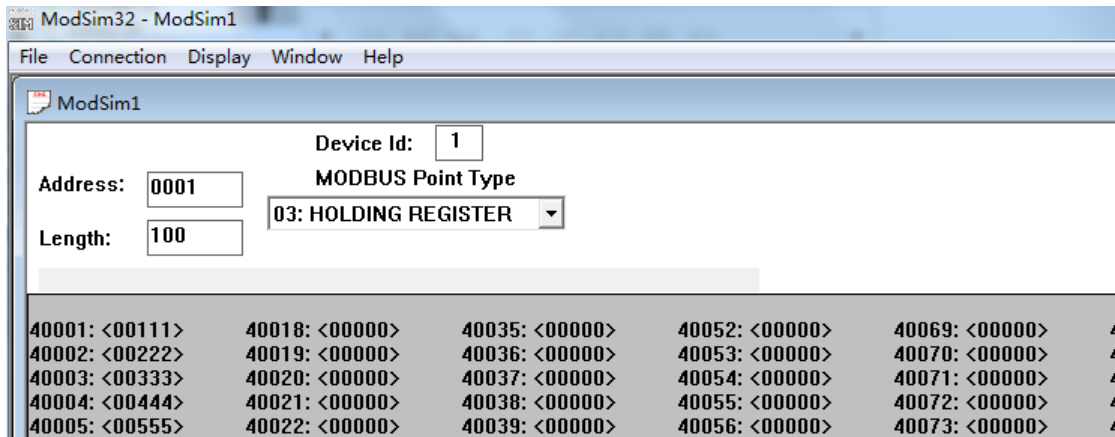 ModSim32 - ModSim1
File Connection Display Window Help
ModSim1
Device Id: 1
Address: 0001
MODBUS Point Type
03: HOLDING REGISTER
Length: 100
40001: <00111> 40018: <00000> 40035: <00000> 40052: <00000> 40069: <00000>
40002: <00222> 40019: <00000> 40036: <00000> 40053: <00000> 40070: <00000>
40003: <00333> 40020: <00000> 40037: <00000> 40054: <00000> 40071: <00000>
40004: <00444> 40021: <00000> 40038: <00000> 40055: <00000> 40072: <00000>
40005: <00555> 40022: <00000> 40039: <00000> 40056: <00000> 40073: <00000>